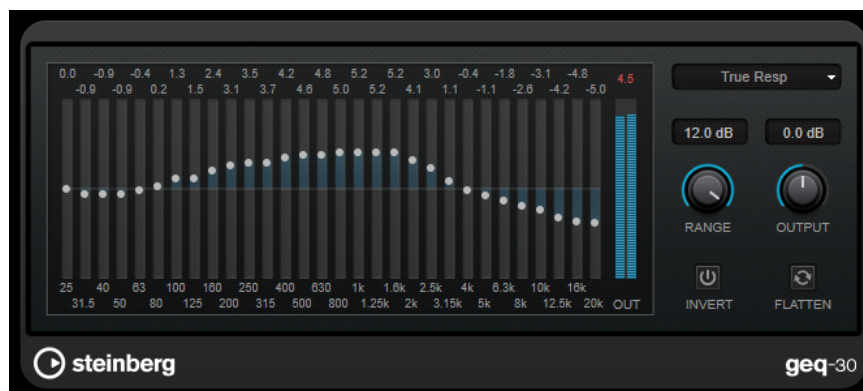 0.0 -0.9 -0.4 1.3 2.4 3.5 4.2 4.8 5.2 5.2 3.0 -0.4 -1.8 -3.1 -4.8
-0.9 -0.9 0.2 1.5 3.1 3.7 4.6 5.0 5.2 4.1 1.1 -1.1 -2.6 -4.2 -5.0
4.5
True Resp
12.0 dB 0.0 dB
RANGE OUTPUT
25 40 63 100 160 250 400 630 1k 1.6k 2.5k 4k 6.3k 10k 16k
31.5 50 80 125 200 315 500 800 1.25k 2k 3.15k 5k 8k 12.5k 20k OUT
INVERT FLATTEN
steinberg geq-30